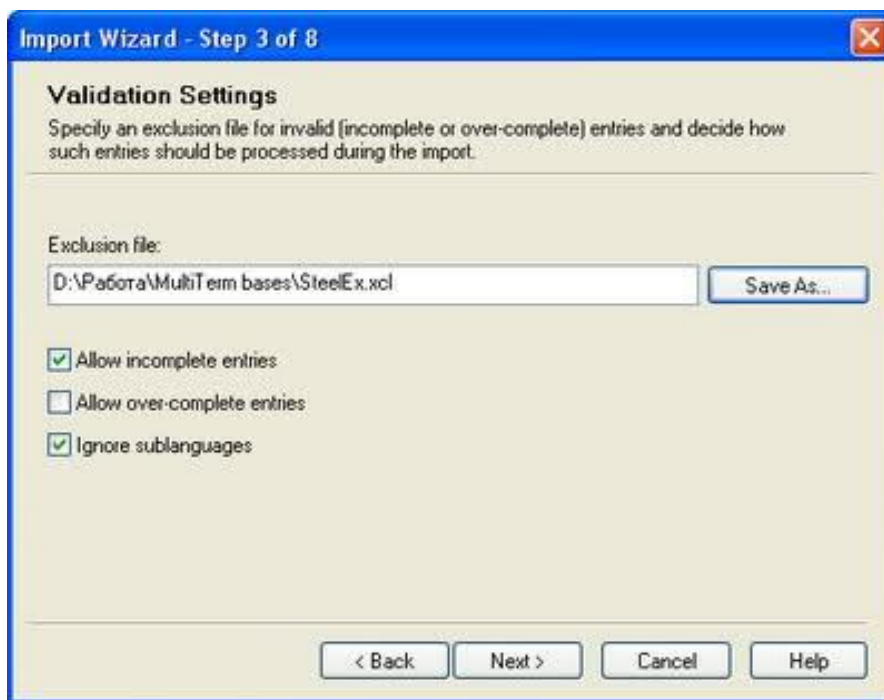 Import Wizard - Step 3 of 8
Validation Settings
Specify an exclusion file for invalid (incomplete or over-complete) entries and decide how
such entries should be processed during the import.
Exclusion file:
D:\Работа\MultiTerm bases\SteelEx.xcl
Save As...
Allow incomplete entries
Allow over-complete entries
Ignore sublanguages
< Back Next > Cancel Help